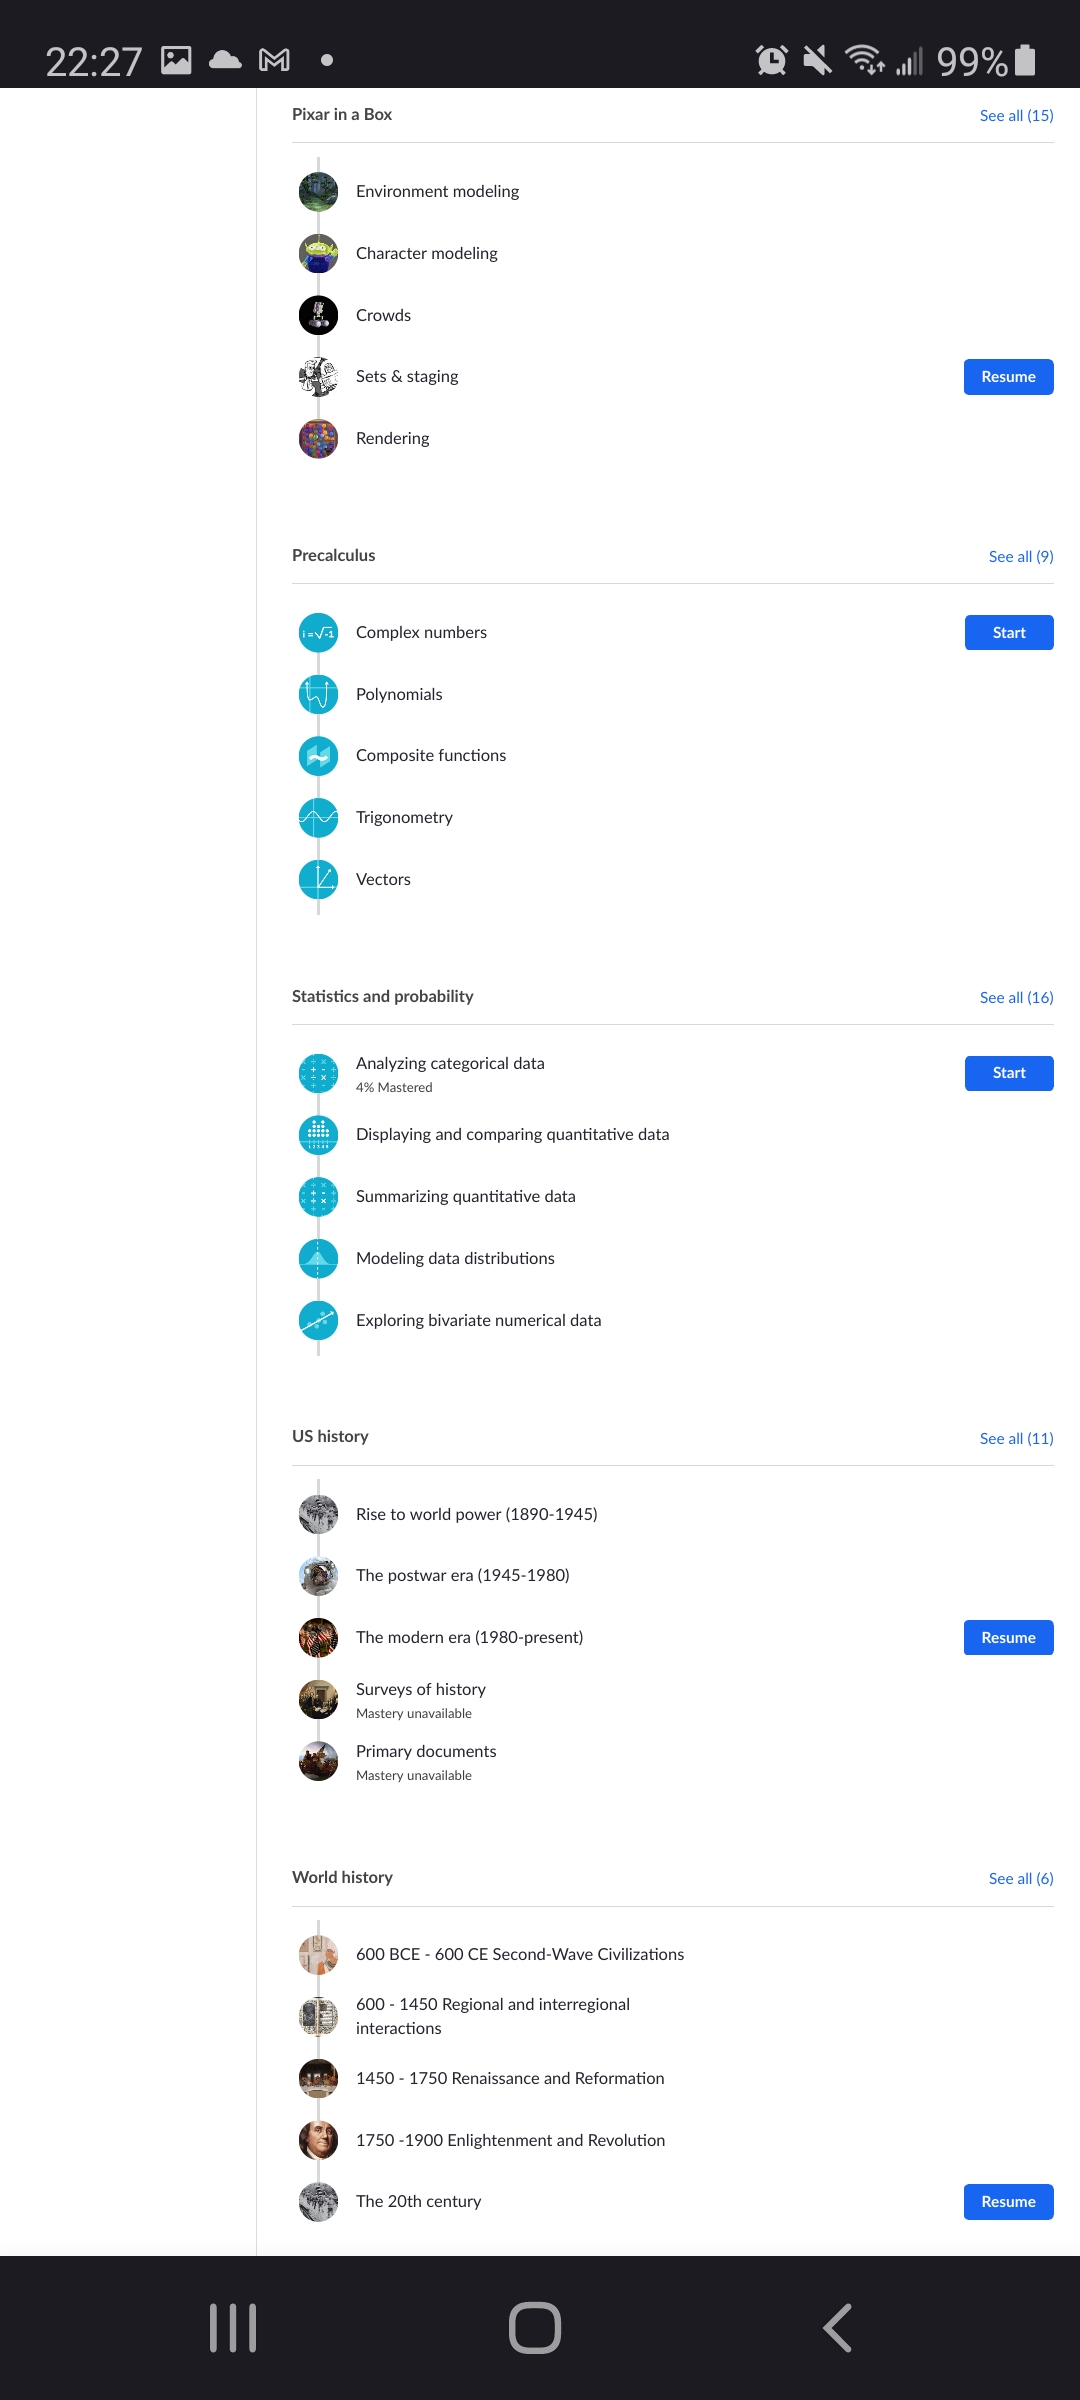 22:27
99%
Pixar in a Box
See all (15)
Environment modeling
Character modeling
Crowds
Sets & staging
Resume
Rendering
Precalculus
See all (9)
i = √-1
Complex numbers
Start
Polynomials
Composite functions
Trigonometry
Vectors
Statistics and probability
See all (16)
Analyzing categorical data
4% Mastered
Start
Displaying and comparing quantitative data
Summarizing quantitative data
Modeling data distributions
Exploring bivariate numerical data
US history
See all (11)
Rise to world power (1890-1945)
The postwar era (1945-1980)
The modern era (1980-present)
Resume
Surveys of history
Mastery unavailable
Primary documents
Mastery unavailable
World history
See all (6)
600 BCE - 600 CE Second-Wave Civilizations
600 - 1450 Regional and interregional
interactions
1450 - 1750 Renaissance and Reformation
1750 -1900 Enlightenment and Revolution
The 20th century
Resume